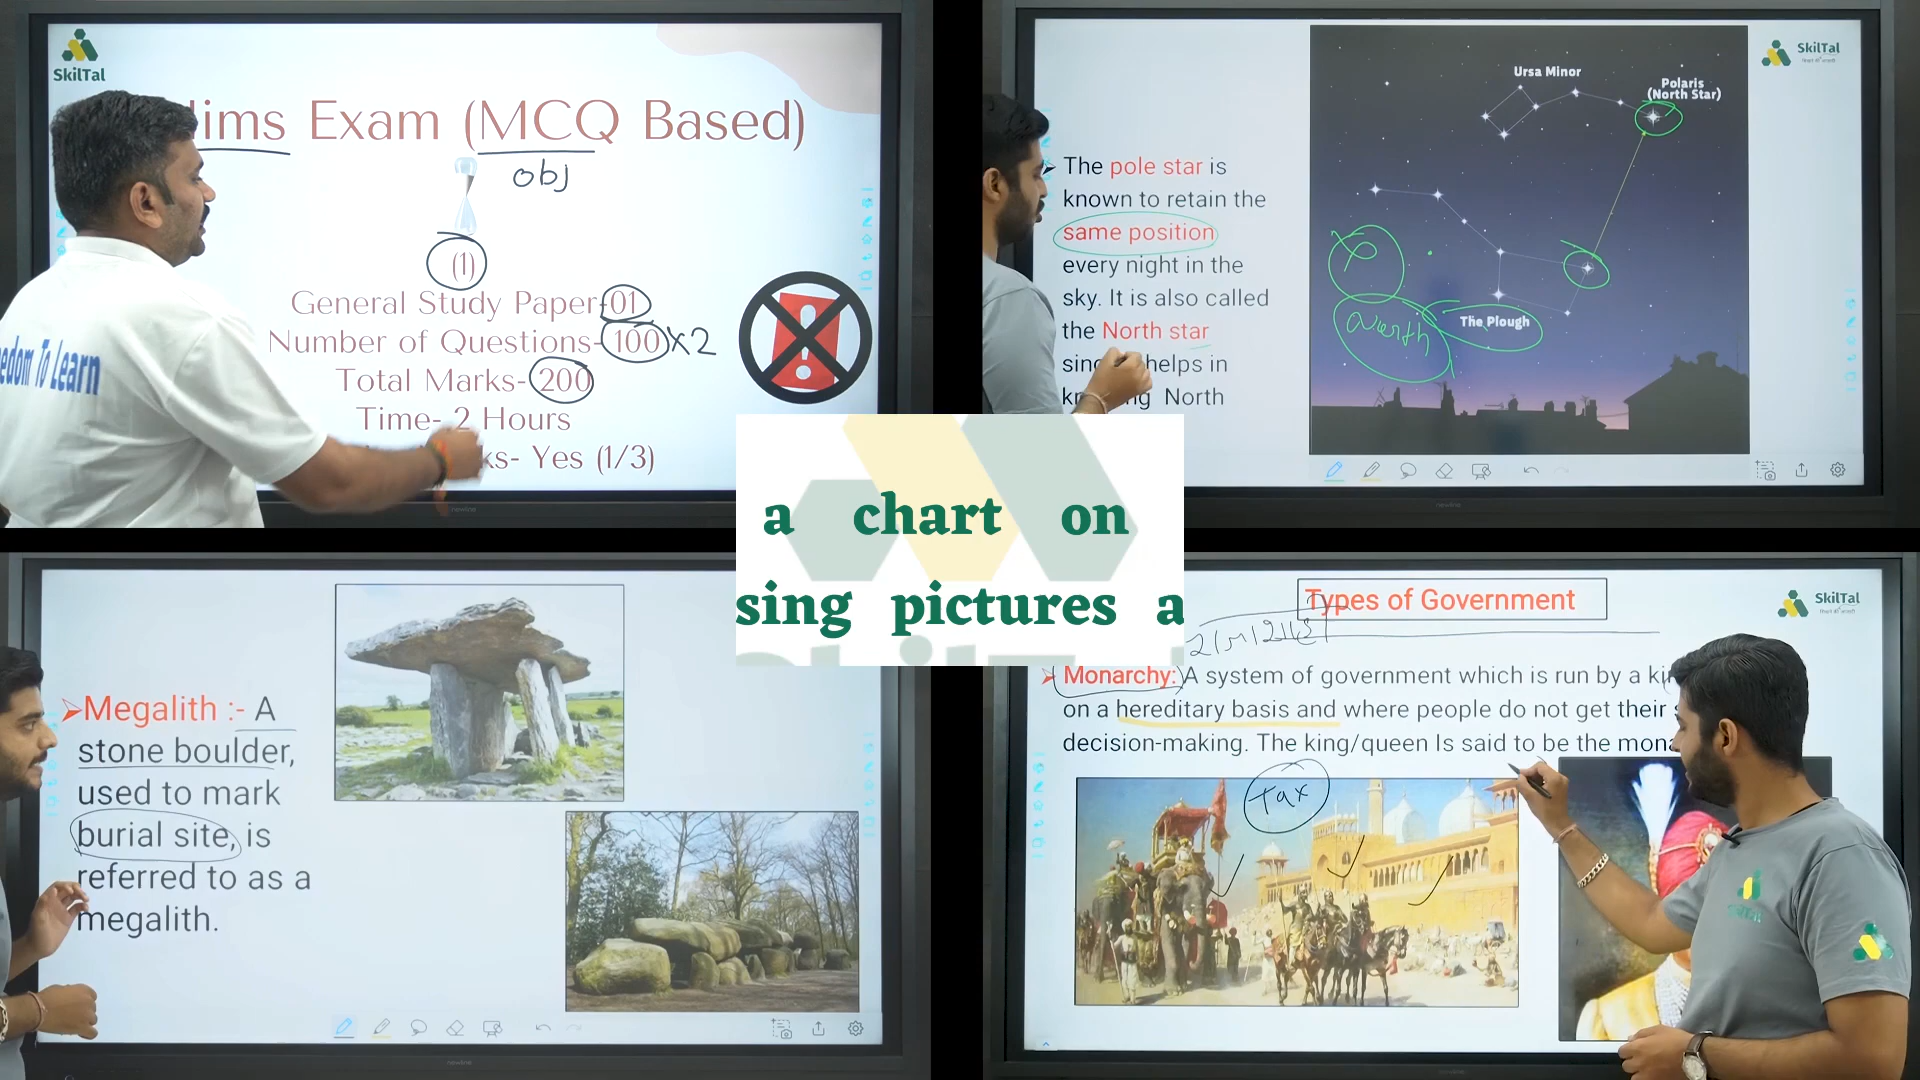 SkilTal
lims Exam (MCQ Based)
obj
(1)
General Study Paper-01
Number of Questions- 100 x 2
Total Marks- 200
Time- 2 Hours
ks- Yes (1/3)
edom To Learn
SkilTal
Ursa Minor
Polaris
(North Star)
The pole star is
known to retain the
same position
every night in the
sky. It is also called
the North star
helps in
North
The Plough
north
a chart on
sing pictures a
Megalith :- A
stone boulder,
used to mark
burial site, is
referred to as a
megalith.
Types of Government
SkilTal
Monarchy: A system of government which is run by a
on a hereditary basis and where people do not get their
decision-making. The king/queen Is said to be the mona
Tax